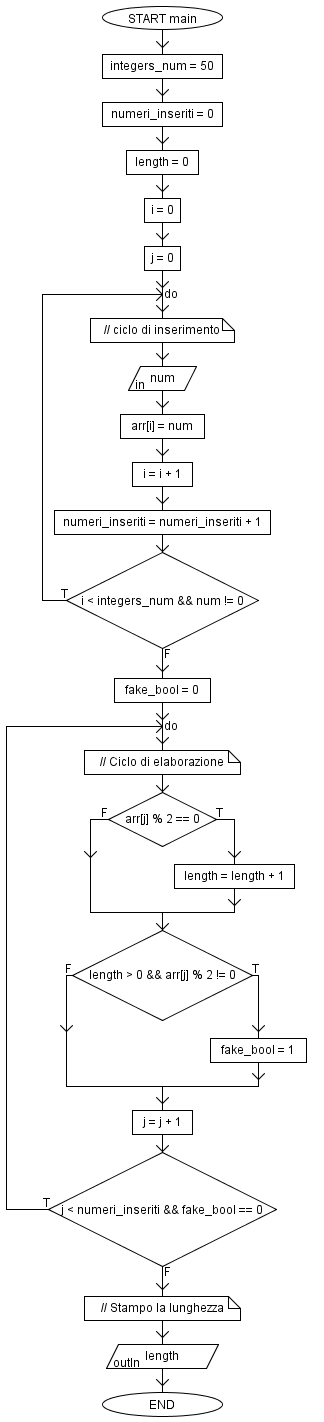 START main
integers_num = 50
numeri_inseriti = 0
length = 0
i = 0
j = 0
do
// ciclo di inserimento
num
in
arr[i] = num
i = i + 1
numeri_inseriti = numeri_inseriti + 1
T
i < integers_num && num != 0
F
fake_bool = 0
do
// Ciclo di elaborazione
F
arr[j] % 2 == 0
T
length = length + 1
F
length > 0 && arr[j] % 2 != 0
T
fake_bool = 1
j = j + 1
T
j < numeri_inseriti && fake_bool == 0
F
// Stampo la lunghezza
length
outln
END